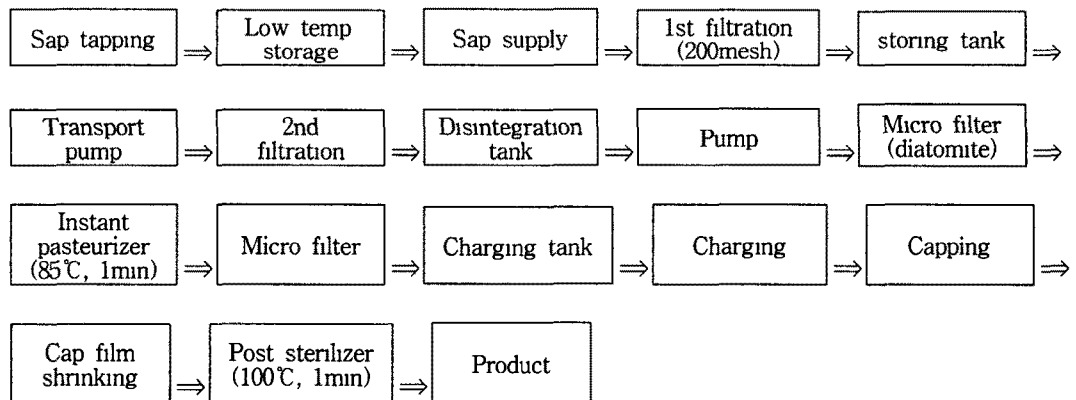 Sap tapping ⇒ Low temp storage ⇒ Sap supply ⇒ 1st filtration (200mesh) ⇒ storing tank ⇒
Transport pump ⇒ 2nd filtration ⇒ Disintegration tank ⇒ Pump ⇒ Micro filter (diatomite) ⇒
Instant pasteurizer (85℃, 1min) ⇒ Micro filter ⇒ Charging tank ⇒ Charging ⇒ Capping ⇒
Cap film shrinking ⇒ Post sterilizer (100℃, 1min) ⇒ Product